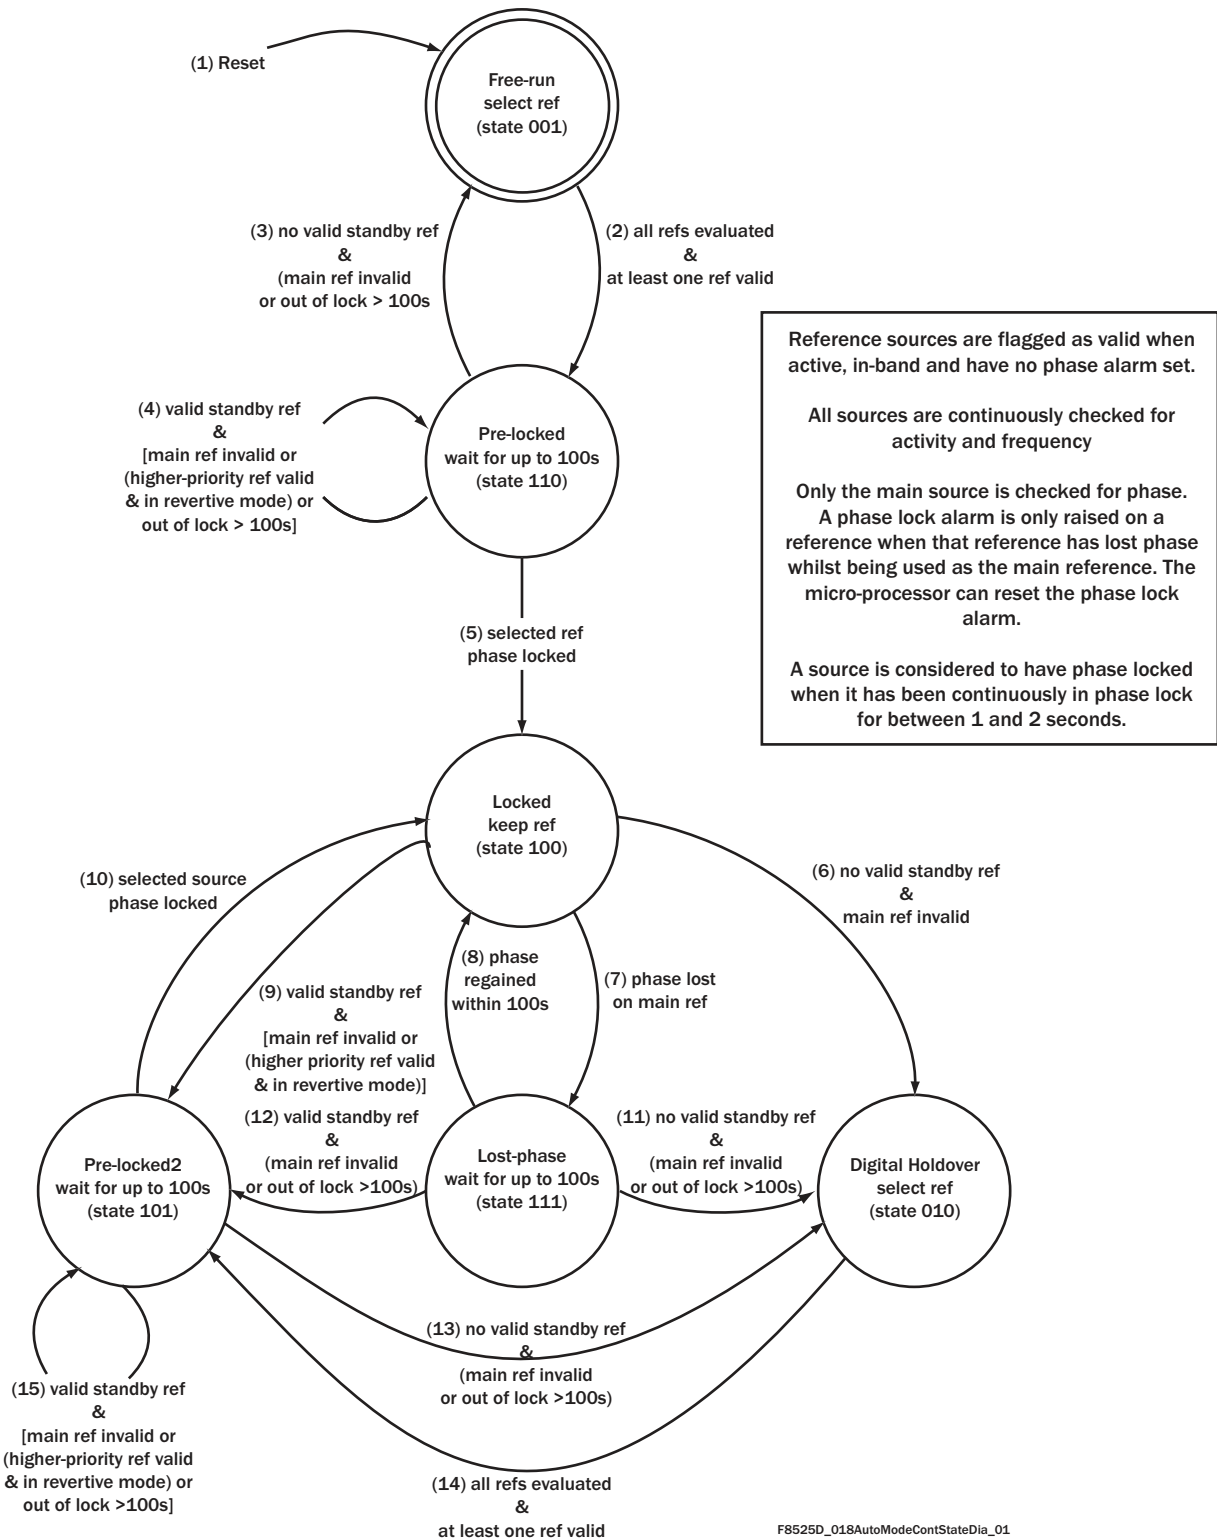 (1) Reset
Free-run
select ref
(state 001)
(3) no valid standby ref
&
(main ref invalid
or out of lock > 100s
(2) all refs evaluated
&
at least one ref valid
Reference sources are flagged as valid when
active, in-band and have no phase alarm set.
All sources are continuously checked for
activity and frequency
Only the main source is checked for phase.
A phase lock alarm is only raised on a
reference when that reference has lost phase
whilst being used as the main reference. The
micro-processor can reset the phase lock
alarm.
A source is considered to have phase locked
when it has been continuously in phase lock
for between 1 and 2 seconds.
(4) valid standby ref
&
[main ref invalid or
(higher-priority ref valid
& in revertive mode) or
out of lock > 100s]
Pre-locked
wait for up to 100s
(state 110)
(5) selected ref
phase locked
Locked
keep ref
(state 100)
(10) selected source
phase locked
(6) no valid standby ref
&
main ref invalid
(8) phase
regained
within 100s
(7) phase lost
on main ref
(9) valid standby ref
&
[main ref invalid or
(higher priority ref valid
& in revertive mode)]
(12) valid standby ref
&
(main ref invalid
or out of lock >100s)
(11) no valid standby ref
&
(main ref invalid
or out of lock >100s)
Pre-locked2
wait for up to 100s
(state 101)
Lost-phase
wait for up to 100s
(state 111)
Digital Holdover
select ref
(state 010)
(13) no valid standby ref
&
(main ref invalid
or out of lock >100s)
(15) valid standby ref
&
[main ref invalid or
(higher-priority ref valid
& in revertive mode) or
out of lock >100s]
(14) all refs evaluated
&
at least one ref valid
F8525D_018AutoModeContStateDia_01